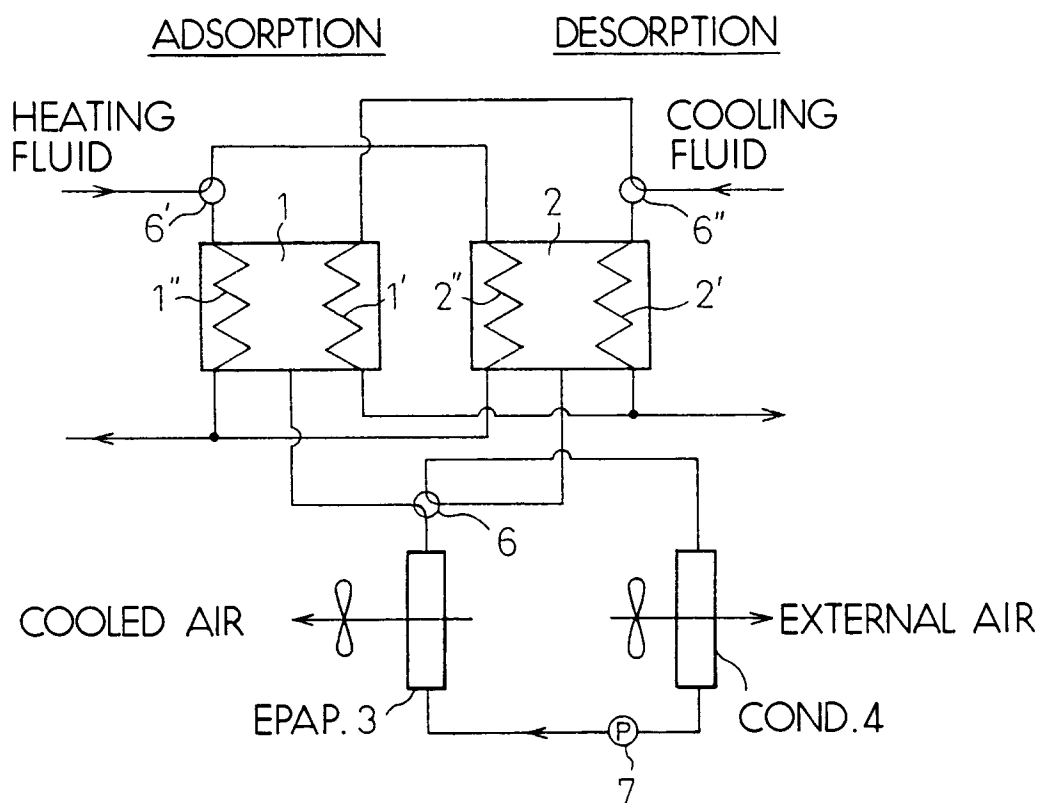 ADSORPTION
DESORPTION
HEATING
FLUID
COOLING
FLUID
6'
1
2
6"
1"
1'
2"
2'
6
COOLED AIR
EXTERNAL AIR
EPAP. 3
COND. 4
P
7